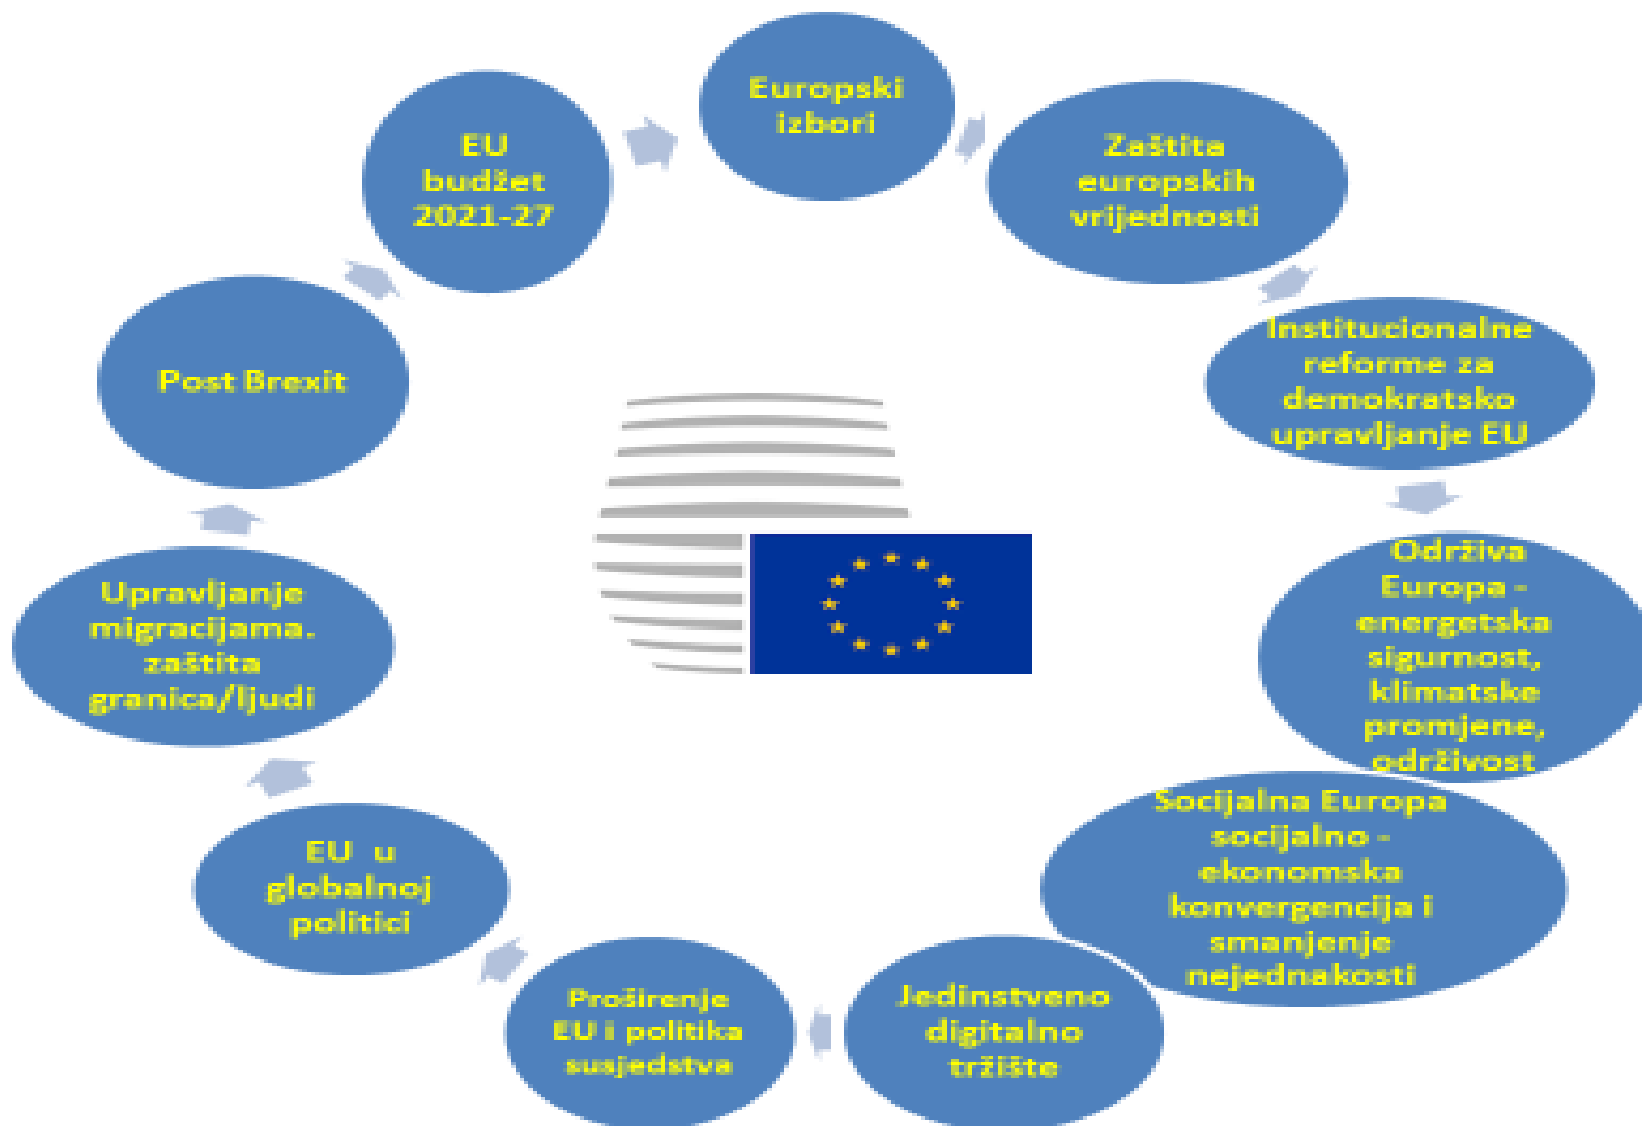 Europski
izbori
Zaštita
europskih
vrijednosti
Institucionalne
reforme za
demokratsko
upravljanje EU
Održiva
Europa -
energetska
sigurnost,
klimatske
promjene,
održivost
Socijalna Europa
socijalno -
ekonomska
konvergencija i
smanjenje
nejednakosti
Jedinstveno
digitalno
tržište
Proširenje
EU i politika
susjedstva
EU u
globalnoj
politici
Upravljanje
migracijama.
zaštita
granica/ljudi
Post Brexit
EU
budžet
2021-27